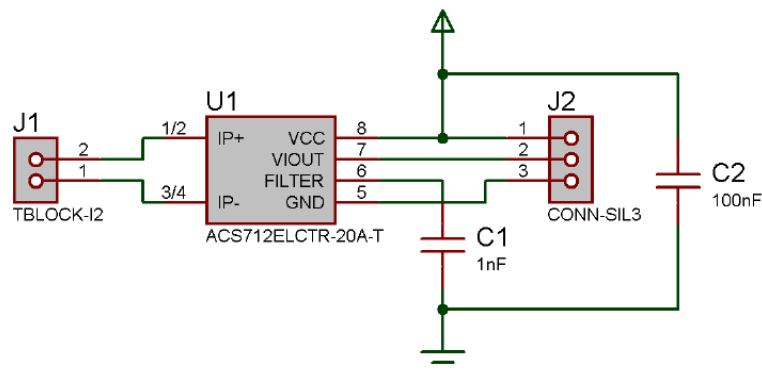 J1
2
1
TBLOCK-I2
U1
1/2
3/4
IP+
IP-
VCC
VIOUT
FILTER
GND
8
7
6
5
ACS712ELCTR-20A-T
J2
1
2
3
CONN-SIL3
C1
1nF
C2
100nF